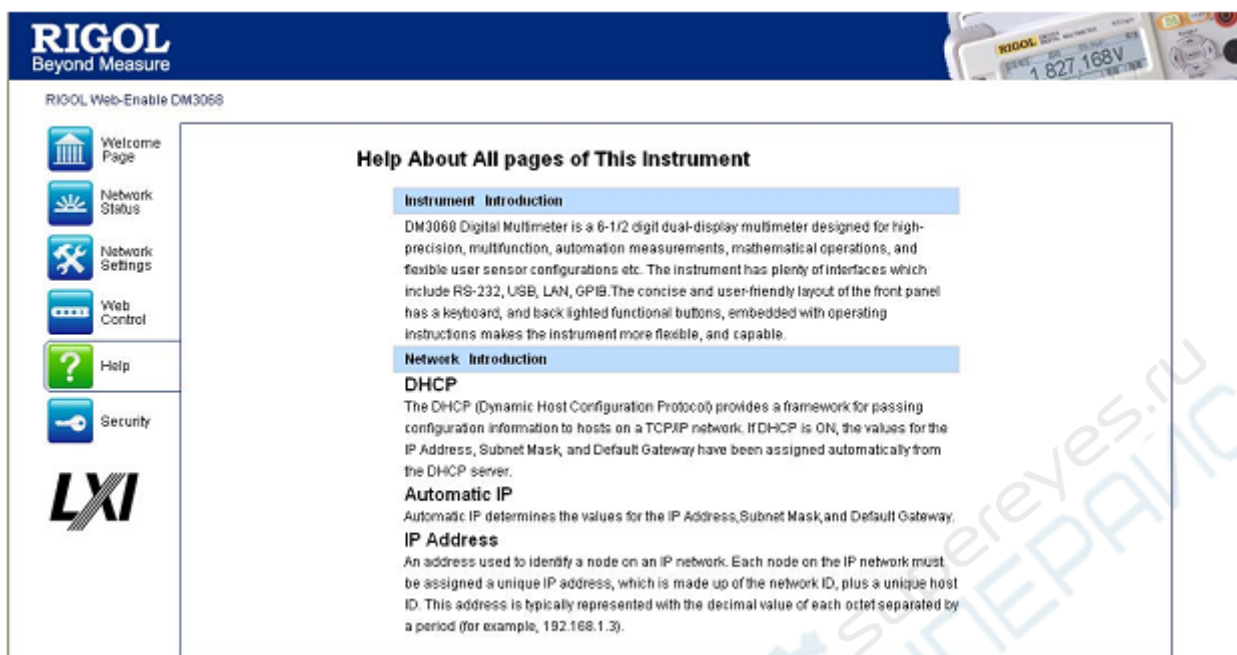 RIGOL
Beyond Measure
RIGOL
1.827,168V
RIGOL Web-Enable DM3068
Welcome
Page
Network
Status
Network
Settings
Web
Control
Help
Security
LXI
Help About All pages of This Instrument
Instrument Introduction
DM3068 Digital Multimeter is a 6-1/2 digit dual-display multimeter designed for high-
precision, multifunction, automation measurements, mathematical operations, and
flexible user sensor configurations etc. The instrument has plenty of interfaces which
include RS-232, USB, LAN, GPIB.The concise and user-friendly layout of the front panel
has a keyboard, and back lighted functional buttons, embedded with operating
instructions makes the instrument more flexible, and capable.
Network Introduction
DHCP
The DHCP (Dynamic Host Configuration Protocol) provides a framework for passing
configuration information to hosts on a TCP/IP network. If DHCP is ON, the values for the
IP Address, Subnet Mask, and Default Gateway have been assigned automatically from
the DHCP server.
Automatic IP
Automatic IP determines the values for the IP Address,Subnet Mask,and Default Gateway.
IP Address
An address used to identify a node on an IP network. Each node on the IP network must
be assigned a unique IP address, which is made up of the network ID, plus a unique host
ID. This address is typically represented with the decimal value of each octet separated by
a period (for example, 192.168.1.3).
supereyes.ru